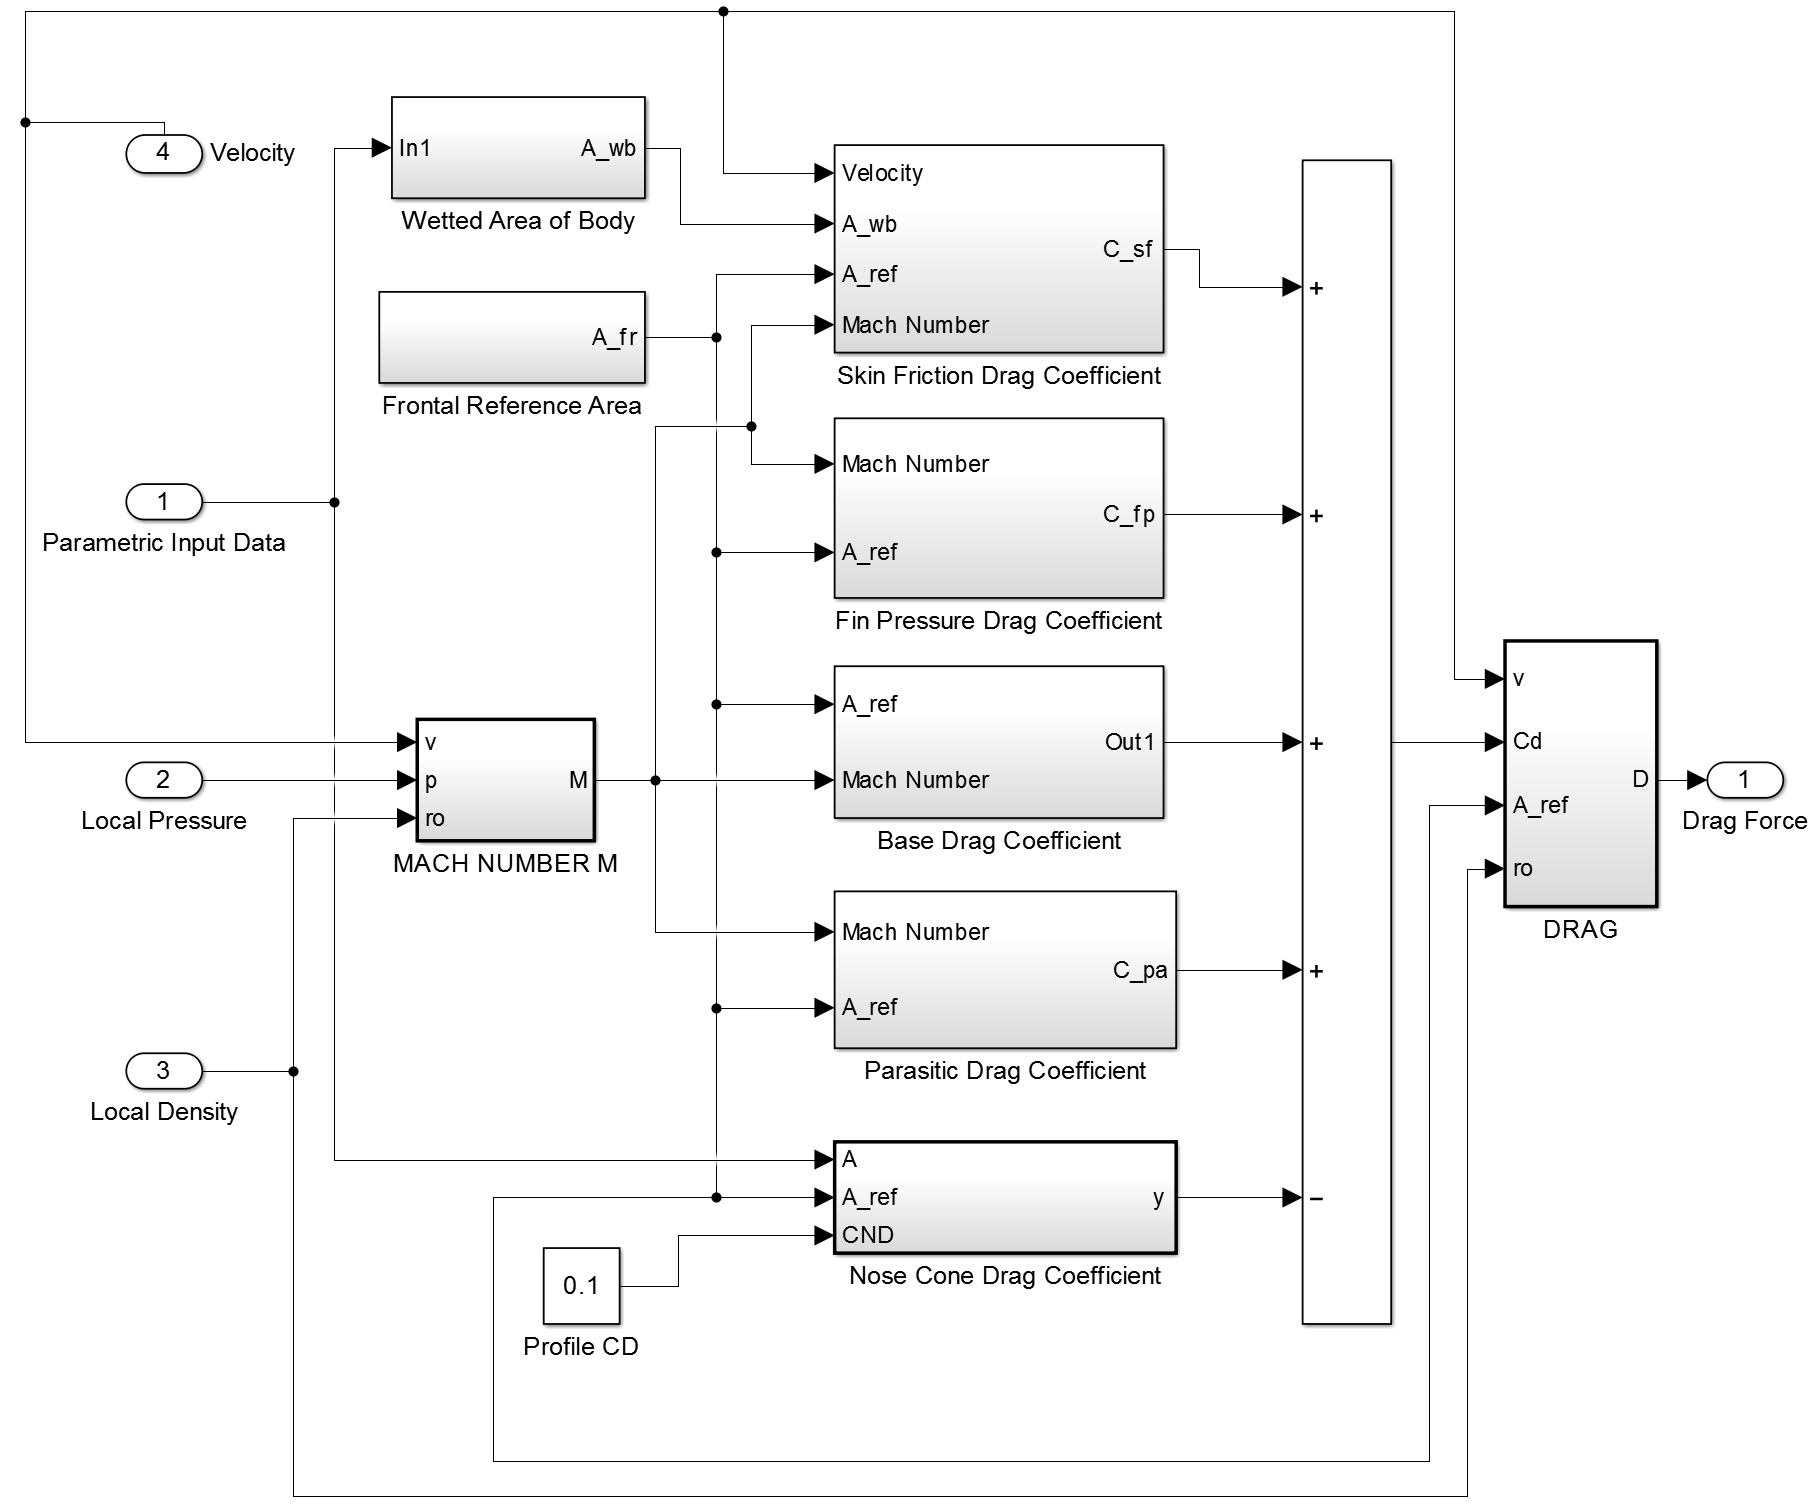 4
Velocity
In1
A_wb
Wetted Area of Body
A_fr
Frontal Reference Area
1
Parametric Input Data
v
p
ro
M
MACH NUMBER M
2
Local Pressure
3
Local Density
Velocity
A_wb
A_ref
Mach Number
C_sf
Skin Friction Drag Coefficient
Mach Number
A_ref
C_fp
Fin Pressure Drag Coefficient
A_ref
Mach Number
Out1
Base Drag Coefficient
Mach Number
A_ref
C_pa
Parasitic Drag Coefficient
A
A_ref
CND
y
Nose Cone Drag Coefficient
0.1
Profile CD
+
+
+
+
−
v
Cd
A_ref
ro
D
DRAG
1
Drag Force